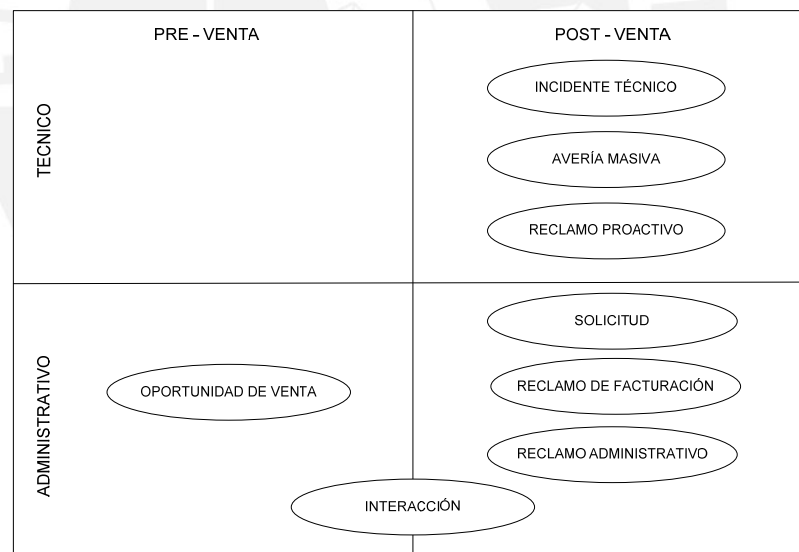 PRE - VENTA
POST - VENTA
TECNICO
INCIDENTE TÉCNICO
AVERÍA MASIVA
RECLAMO PROACTIVO
ADMINISTRATIVO
OPORTUNIDAD DE VENTA
SOLICITUD
RECLAMO DE FACTURACIÓN
RECLAMO ADMINISTRATIVO
INTERACCIÓN